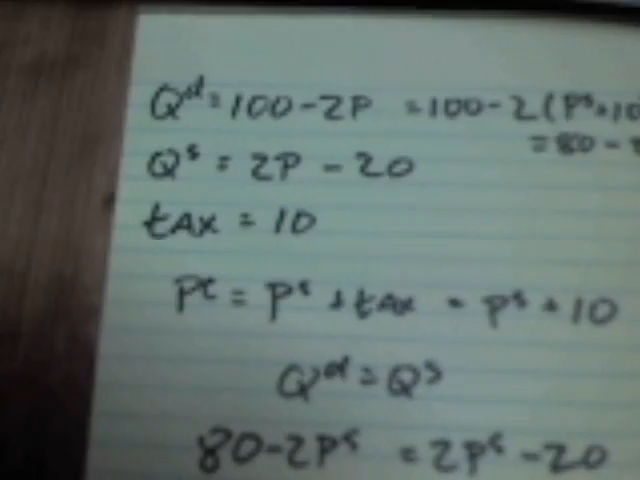 Qd = 100 - 2P = 100 - 2(Ps + 10
= 80 -
Qs = 2P - 20
tAx = 10
Pc = Ps + tAx = Ps + 10
Qd = Qs
80 - 2Ps = 2Ps - 20